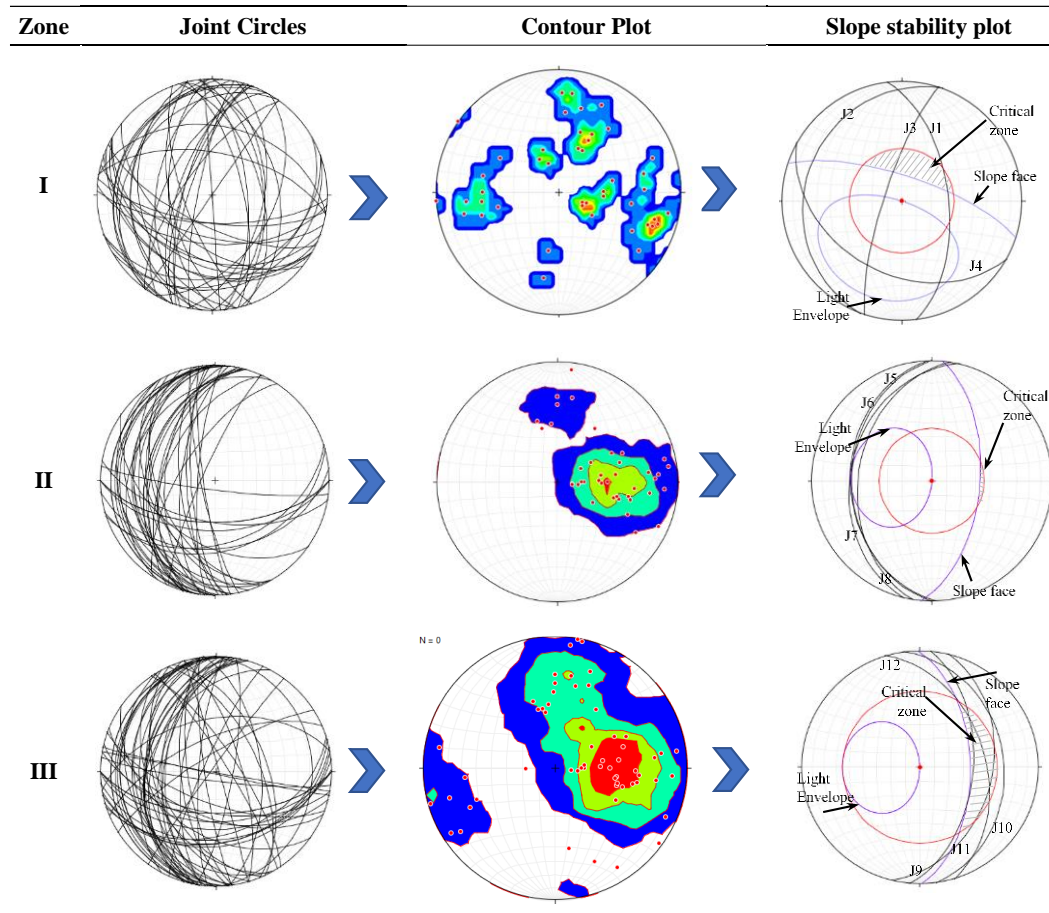 Zone Joint Circles Contour Plot Slope stability plot
I
J2
J3 J1
Critical
zone
Slope face
J4
Light
Envelope
II
J5
J6
Critical
zone
Light
Envelope
J7
J8
Slope face
III
N = 0
J12
Slope
face
Critical
zone
Light
Envelope
J10
J11
J9